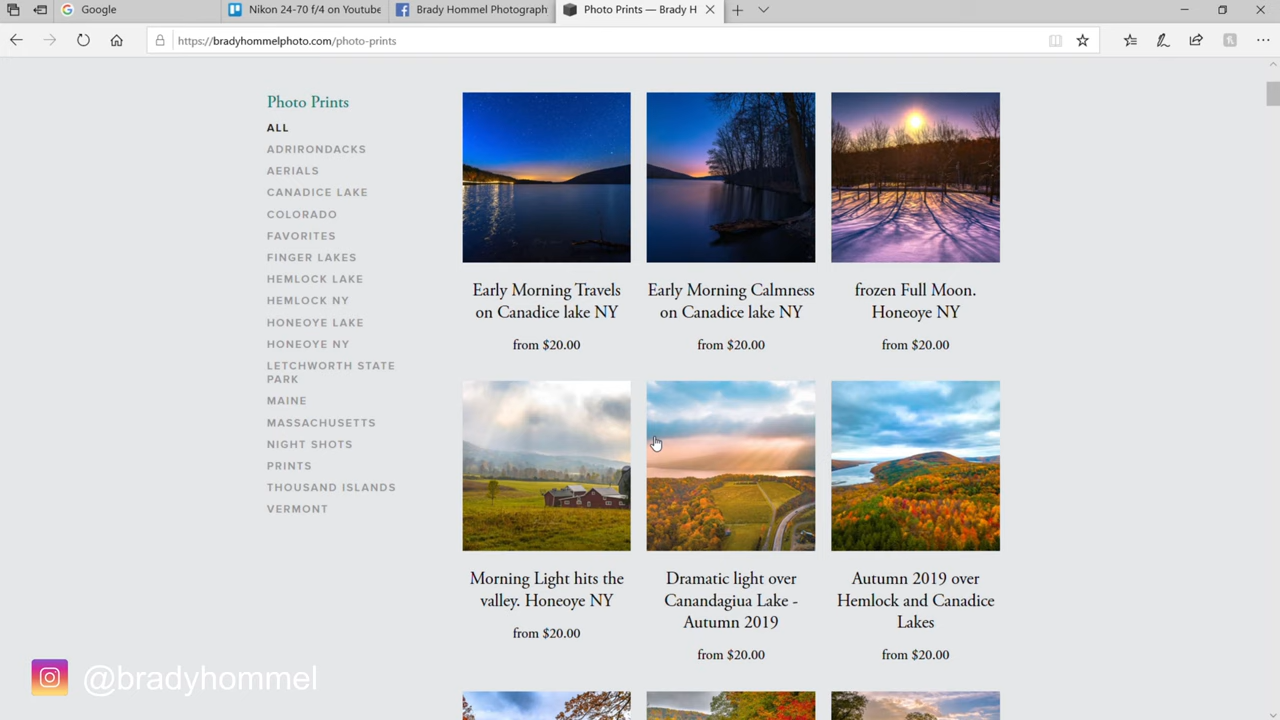 Google
Nikon 24-70 f/4 on Youtube
Brady Hommel Photograph
Photo Prints — Brady H
https://bradyhommelphoto.com/photo-prints
Photo Prints
ALL
ADRIRONDACKS
AERIALS
CANADICE LAKE
COLORADO
FAVORITES
FINGER LAKES
HEMLOCK LAKE
HEMLOCK NY
HONEOYE LAKE
HONEOYE NY
LETCHWORTH STATE
PARK
MAINE
MASSACHUSETTS
NIGHT SHOTS
PRINTS
THOUSAND ISLANDS
VERMONT
Early Morning Travels
on Canadice lake NY
from $20.00
Early Morning Calmness
on Canadice lake NY
from $20.00
frozen Full Moon.
Honeoye NY
from $20.00
Morning Light hits the
valley. Honeoye NY
from $20.00
Dramatic light over
Canandagiua Lake -
Autumn 2019
from $20.00
Autumn 2019 over
Hemlock and Canadice
Lakes
from $20.00
@bradyhommel